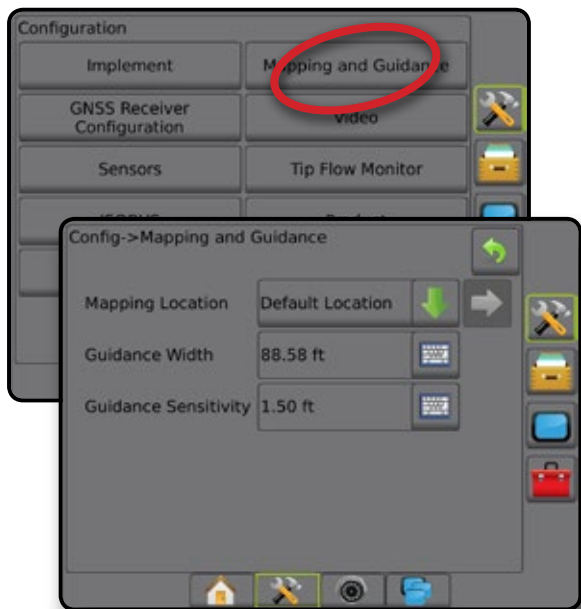 Configuration
Implement
Mapping and Guidance
GNSS Receiver
Configuration
Video
Sensors
Tip Flow Monitor
Config->Mapping and Guidance
Mapping Location
Default Location
Guidance Width
88.58 ft
Guidance Sensitivity
1.50 ft